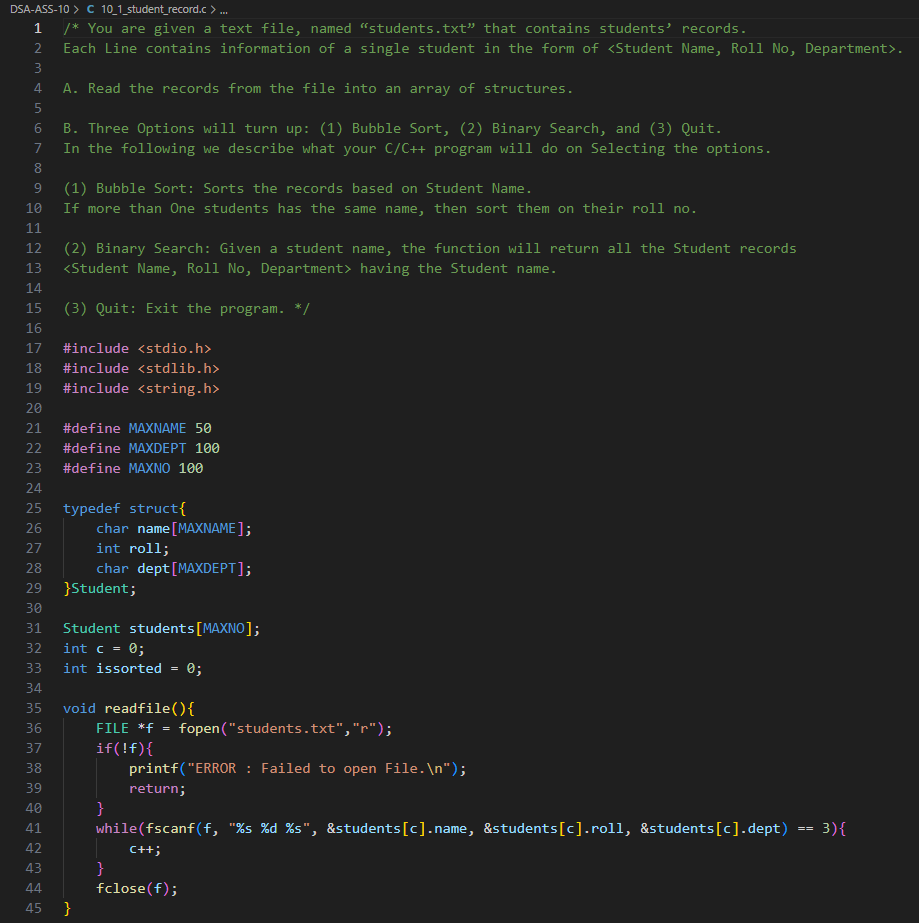 DSA-ASS-10 > C 10_1_student_record.c > ...
1 /* You are given a text file, named “students.txt” that contains students’ records.
2 Each Line contains information of a single student in the form of <Student Name, Roll No, Department>.
3
4 A. Read the records from the file into an array of structures.
5
6 B. Three Options will turn up: (1) Bubble Sort, (2) Binary Search, and (3) Quit.
7 In the following we describe what your C/C++ program will do on Selecting the options.
8
9 (1) Bubble Sort: Sorts the records based on Student Name.
10 If more than One students has the same name, then sort them on their roll no.
11
12 (2) Binary Search: Given a student name, the function will return all the Student records
13 <Student Name, Roll No, Department> having the Student name.
14
15 (3) Quit: Exit the program. */
16
17 #include <stdio.h>
18 #include <stdlib.h>
19 #include <string.h>
20
21 #define MAXNAME 50
22 #define MAXDEPT 100
23 #define MAXNO 100
24
25 typedef struct{
26     char name[MAXNAME];
27     int roll;
28     char dept[MAXDEPT];
29 }Student;
30
31 Student students[MAXNO];
32 int c = 0;
33 int issorted = 0;
34
35 void readfile(){
36     FILE *f = fopen("students.txt","r");
37     if(!f){
38         printf("ERROR : Failed to open File.\n");
39         return;
40     }
41     while(fscanf(f, "%s %d %s", &students[c].name, &students[c].roll, &students[c].dept) == 3){
42         c++;
43     }
44     fclose(f);
45 }